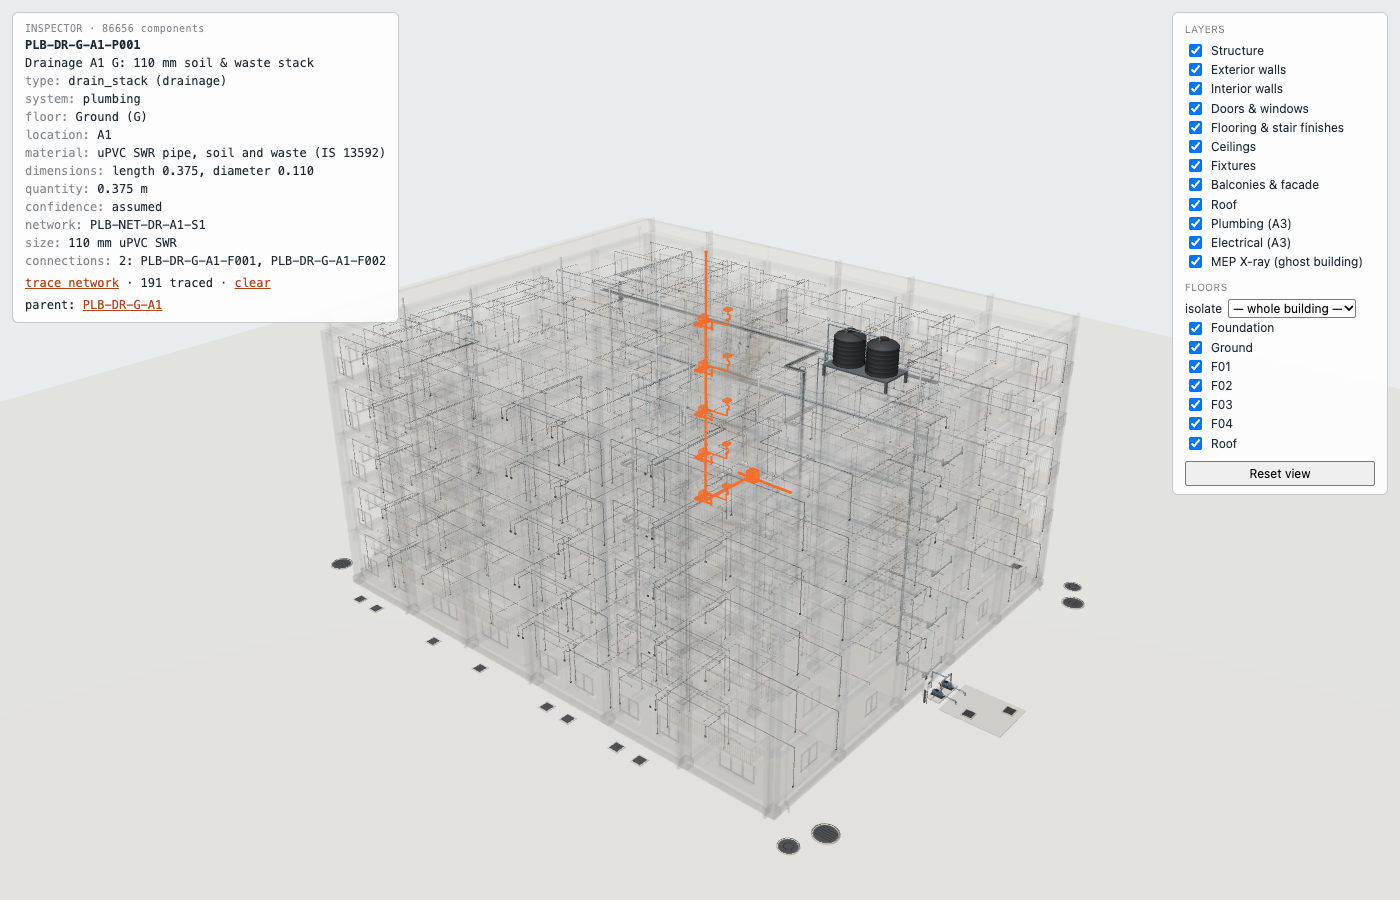 INSPECTOR · 86656 components
PLB-DR-G-A1-P001
Drainage A1 G: 110 mm soil & waste stack
type: drain_stack (drainage)
system: plumbing
floor: Ground (G)
location: A1
material: uPVC SWR pipe, soil and waste (IS 13592)
dimensions: length 0.375, diameter 0.110
quantity: 0.375 m
confidence: assumed
network: PLB-NET-DR-A1-S1
size: 110 mm uPVC SWR
connections: 2: PLB-DR-G-A1-F001, PLB-DR-G-A1-F002
trace network · 191 traced · clear
parent: PLB-DR-G-A1
LAYERS
Structure
Exterior walls
Interior walls
Doors & windows
Flooring & stair finishes
Ceilings
Fixtures
Balconies & facade
Roof
Plumbing (A3)
Electrical (A3)
MEP X-ray (ghost building)
FLOORS
isolate — whole building —
Foundation
Ground
F01
F02
F03
F04
Roof
Reset view